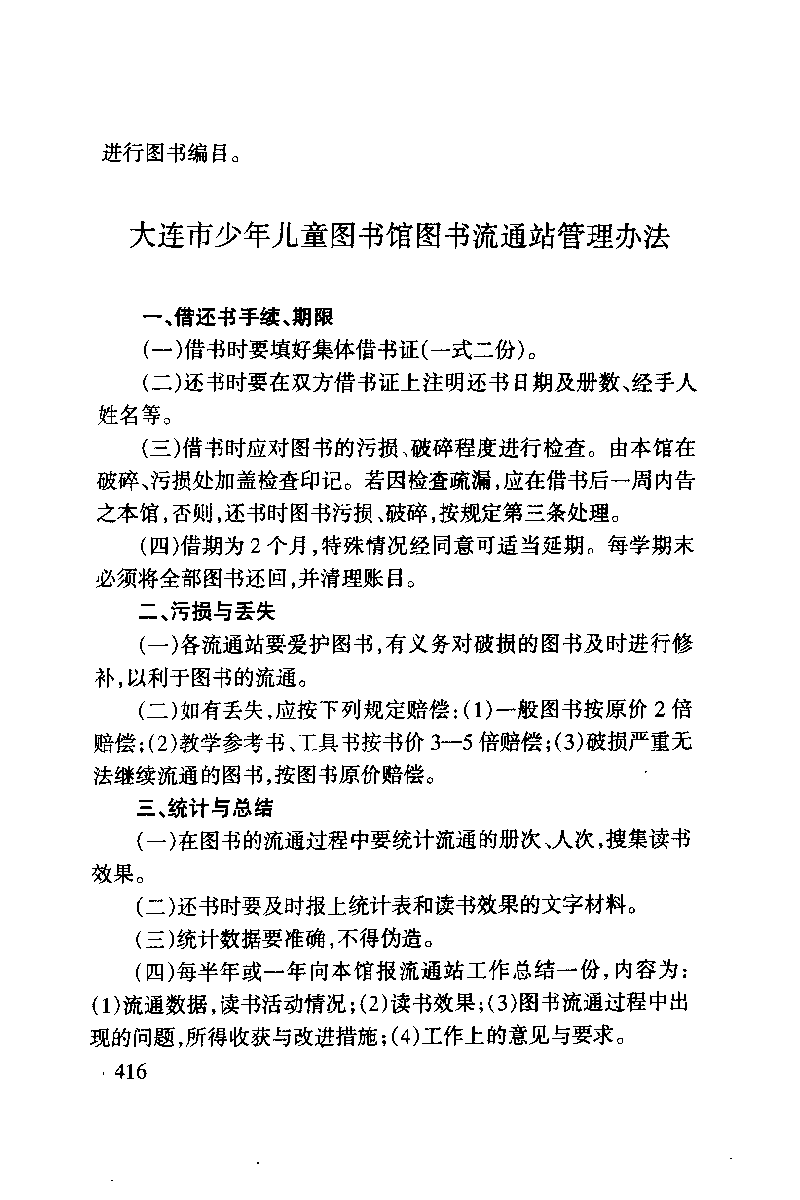 进行图书编目。
大连市少年儿童图书馆图书流通站管理办法
一、借还书手续、期限
(一)借书时要填好集体借书证(一式二份)。
(二)还书时要在双方借书证上注明还书日期及册数、经手人
姓名等。
(三)借书时应对图书的污损、破碎程度进行检查。由本馆在
破碎、污损处加盖检查印记。若因检查疏漏,应在借书后一周内告
之本馆,否则,还书时图书污损、破碎,按规定第三条处理。
(四)借期为2个月,特殊情况经同意可适当延期。每学期末
必须将全部图书还回,并清理账目。
二、污损与丢失
(一)各流通站要爱护图书,有义务对破损的图书及时进行修
补,以利于图书的流通。
(二)如有丢失,应按下列规定赔偿:(1)一般图书按原价2倍
赔偿;(2)教学参考书、工具书按书价3—5倍赔偿;(3)破损严重无
法继续流通的图书,按图书原价赔偿。
三、统计与总结
(一)在图书的流通过程中要统计流通的册次、人次,搜集读书
效果。
(二)还书时要及时报上统计表和读书效果的文字材料。
(三)统计数据要准确,不得伪造。
(四)每半年或一年向本馆报流通站工作总结一份,内容为:
(1)流通数据,读书活动情况;(2)读书效果;(3)图书流通过程中出
现的问题,所得收获与改进措施;(4)工作上的意见与要求。
416